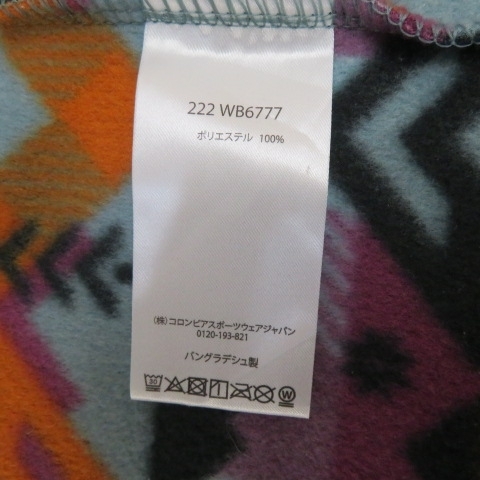 222 WB6777
ポリエステル 100%
(株)コロンビアスポーツウェアジャパン
0120-193-821
バングラデシュ製